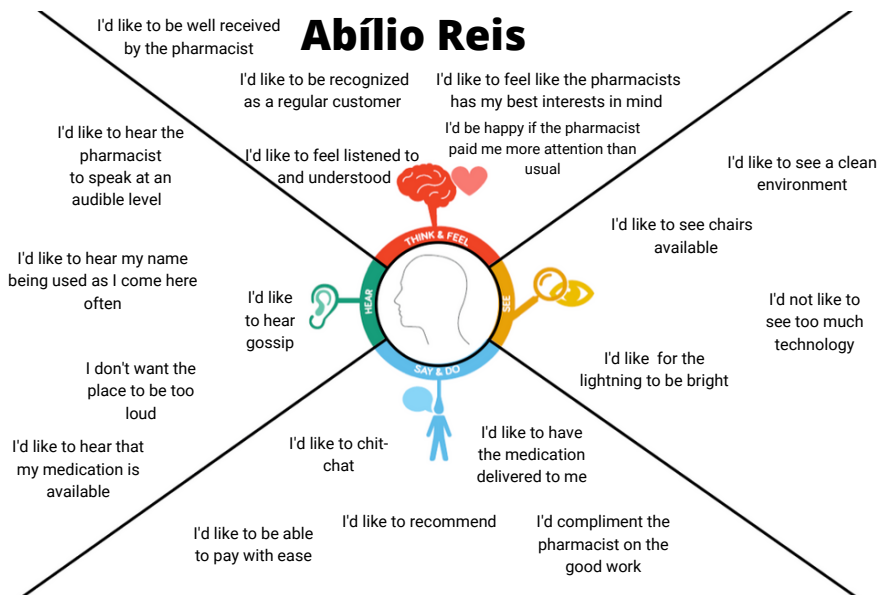 Abílio Reis
I'd like to be well received
by the pharmacist
I'd like to be recognized
as a regular customer
I'd like to feel like the pharmacists
has my best interests in mind
I'd like to feel listened to
and understood
I'd be happy if the pharmacist
paid me more attention than
usual
THINK & FEEL
I'd like to hear the
pharmacist
to speak at an
audible level
I'd like to hear my name
being used as I come here
often
I'd like
to hear
gossip
I don't want the
place to be too
loud
I'd like to hear that
my medication is
available
HEAR
I'd like to see a clean
environment
I'd like to see chairs
available
I'd not like to
see too much
technology
I'd like  for the
lightning to be bright
SEE
SAY & DO
I'd like to chit-
chat
I'd like to have
the medication
delivered to me
I'd like to be able
to pay with ease
I'd like to recommend
I'd compliment the
pharmacist on the
good work